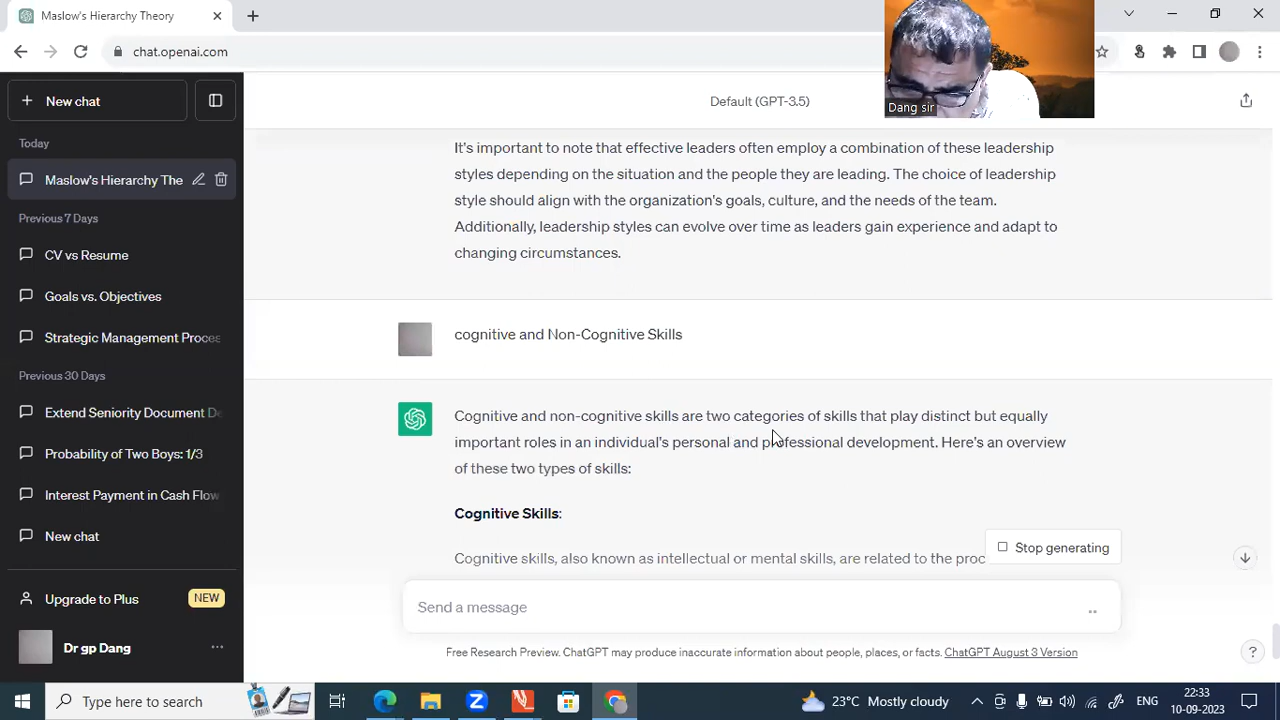 Maslow's Hierarchy Theory
chat.openai.com
Dang sir
New chat
Default (GPT-3.5)
Today
Maslow's Hierarchy The
Previous 7 Days
CV vs Resume
Goals vs. Objectives
Strategic Management Proces
Previous 30 Days
Extend Seniority Document De
Probability of Two Boys: 1/3
Interest Payment in Cash Flow
New chat
Upgrade to Plus
NEW
Dr gp Dang
It's important to note that effective leaders often employ a combination of these leadership
styles depending on the situation and the people they are leading. The choice of leadership
style should align with the organization's goals, culture, and the needs of the team.
Additionally, leadership styles can evolve over time as leaders gain experience and adapt to
changing circumstances.
cognitive and Non-Cognitive Skills
Cognitive and non-cognitive skills are two categories of skills that play distinct but equally
important roles in an individual's personal and professional development. Here's an overview
of these two types of skills:
Cognitive Skills:
Cognitive skills, also known as intellectual or mental skills, are related to the proc
Stop generating
Send a message
Free Research Preview. ChatGPT may produce inaccurate information about people, places, or facts. ChatGPT August 3 Version
?
Type here to search
23°C Mostly cloudy
ENG
22:33
10-09-2023